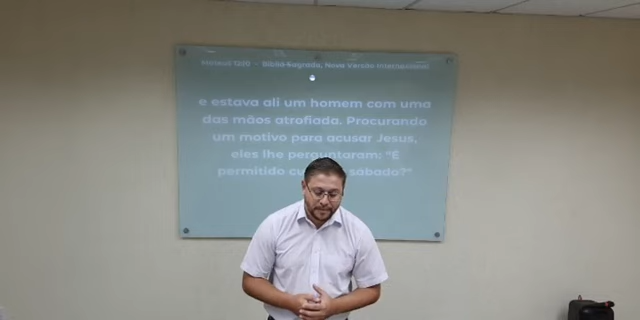 Mateus 12:10 - Bíblia Sagrada, Nova Versão Internacional
e estava ali um homem com uma
das mãos atrofiada. Procurando
um motivo para acusar Jesus,
eles lhe perguntaram: "É
permitido sábado?"